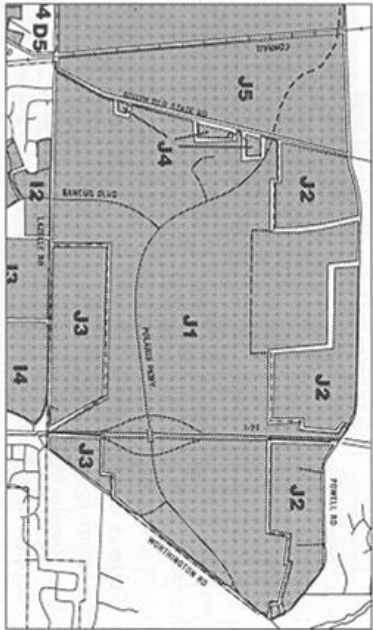 4 D5
CONRAIL
J5
SOUTH OLD STATE RD
J4
I2
SANCUS BLVD
LAZELLE RD
J2
I3
J3
J1
POLARIS PKWY
I4
J2
I-71
J3
J2
POWELL RD
WORTHINGTON RD